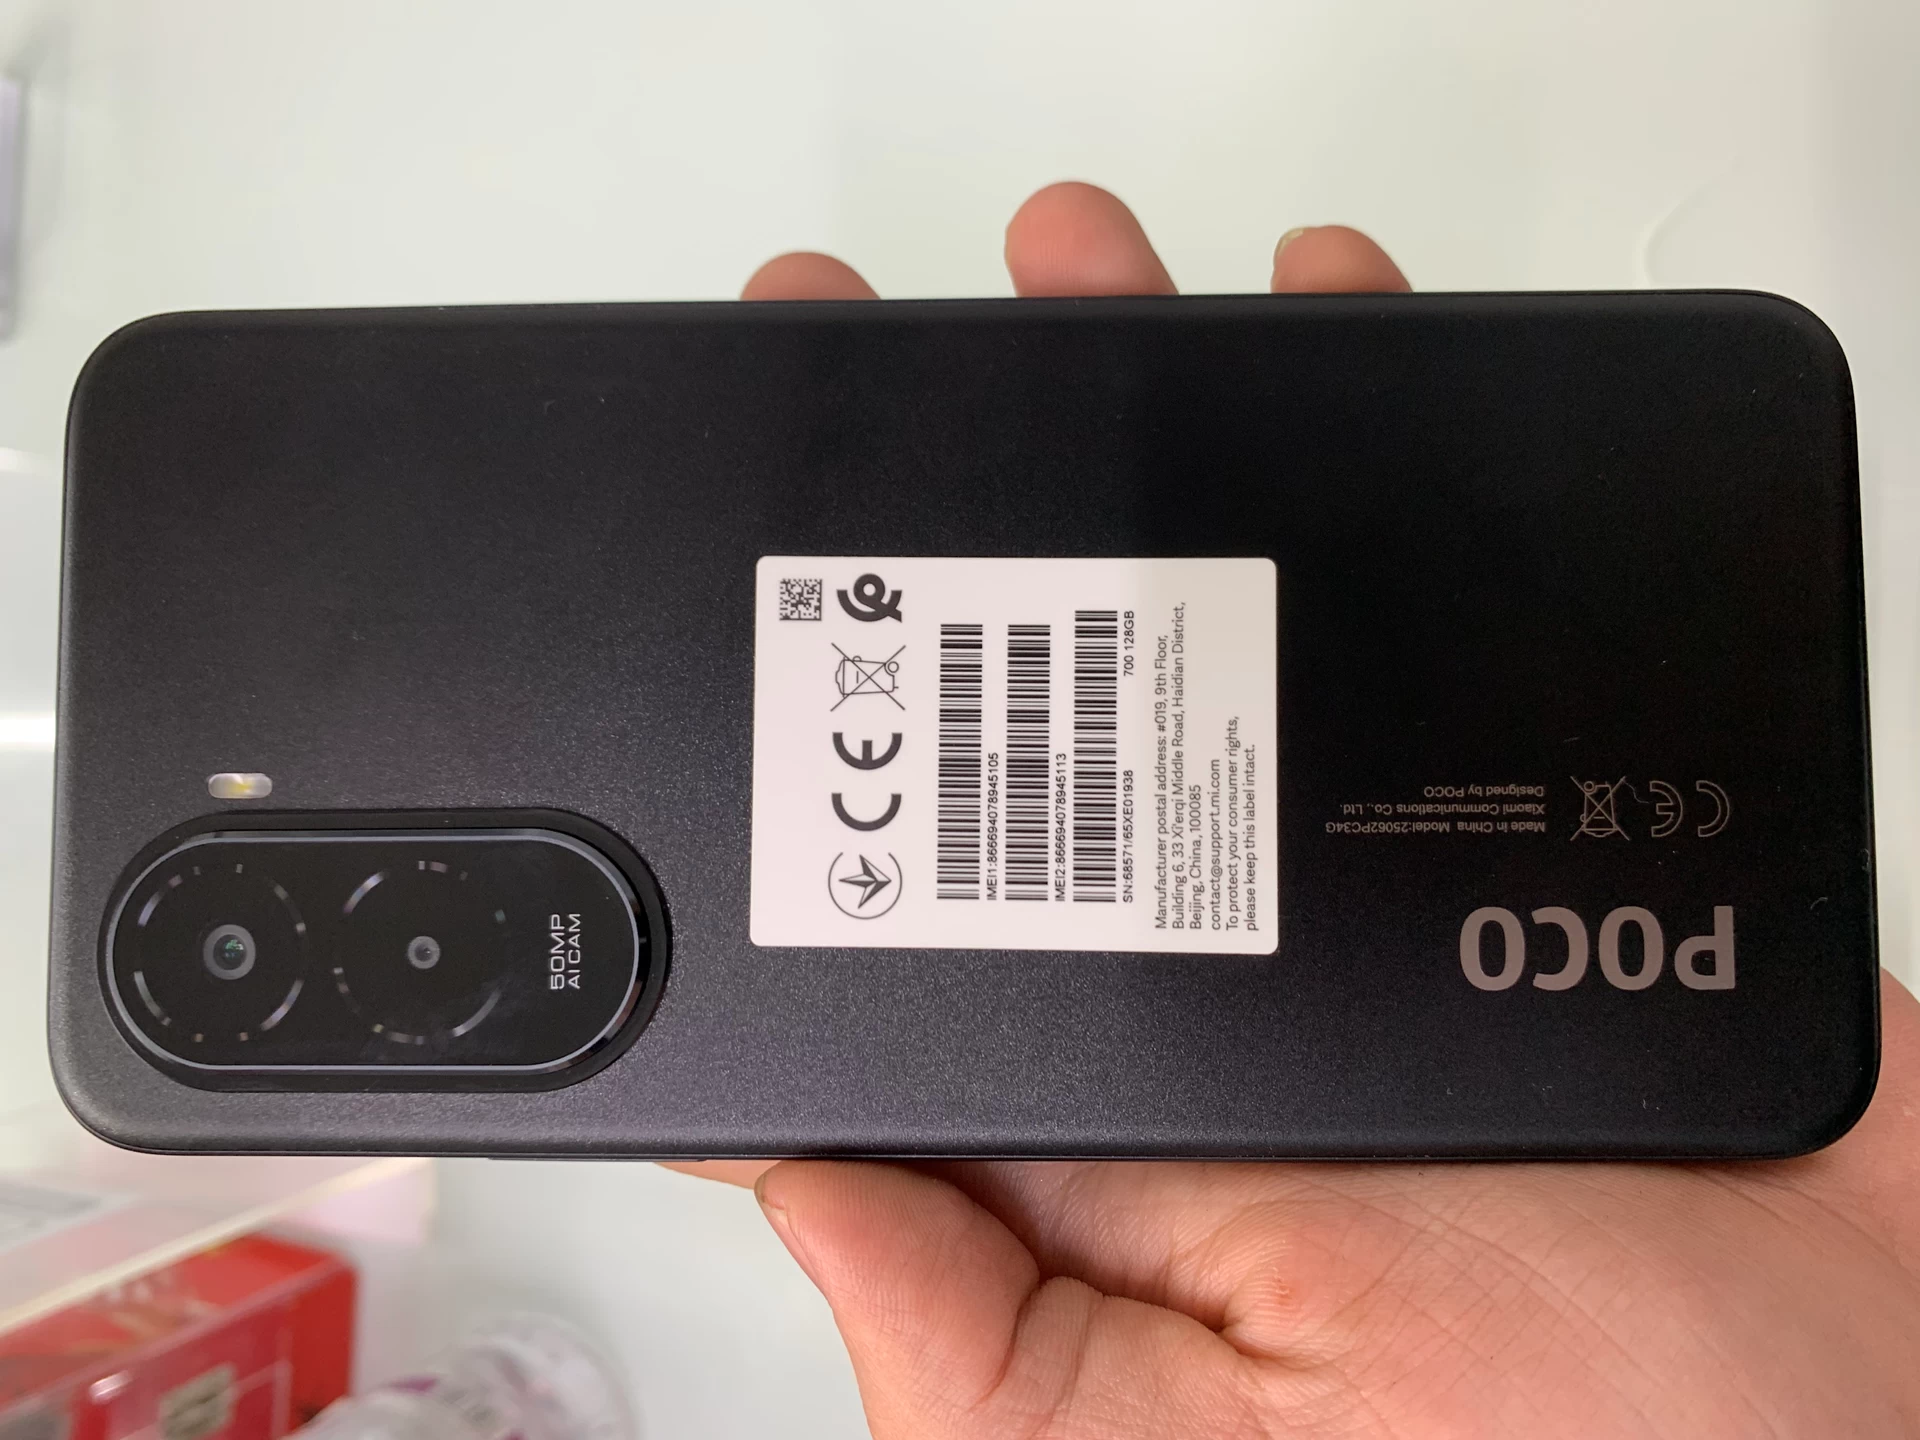 50MP
AI CAM
CE
IMEI1:866694078945105
IMEI2:866694078945113
SN:68571/65XE01938
700 128GB
Manufacturer postal address: #019, 9th Floor,
Building 6, 33 Xi'erqi Middle Road, Haidian District,
Beijing, China, 100085
contact@support.mi.com
To protect your consumer rights,
please keep this label intact.
POCO
CE
Designed by POCO
Xiaomi Communications Co., Ltd.
Made in China Model:25062PC34G